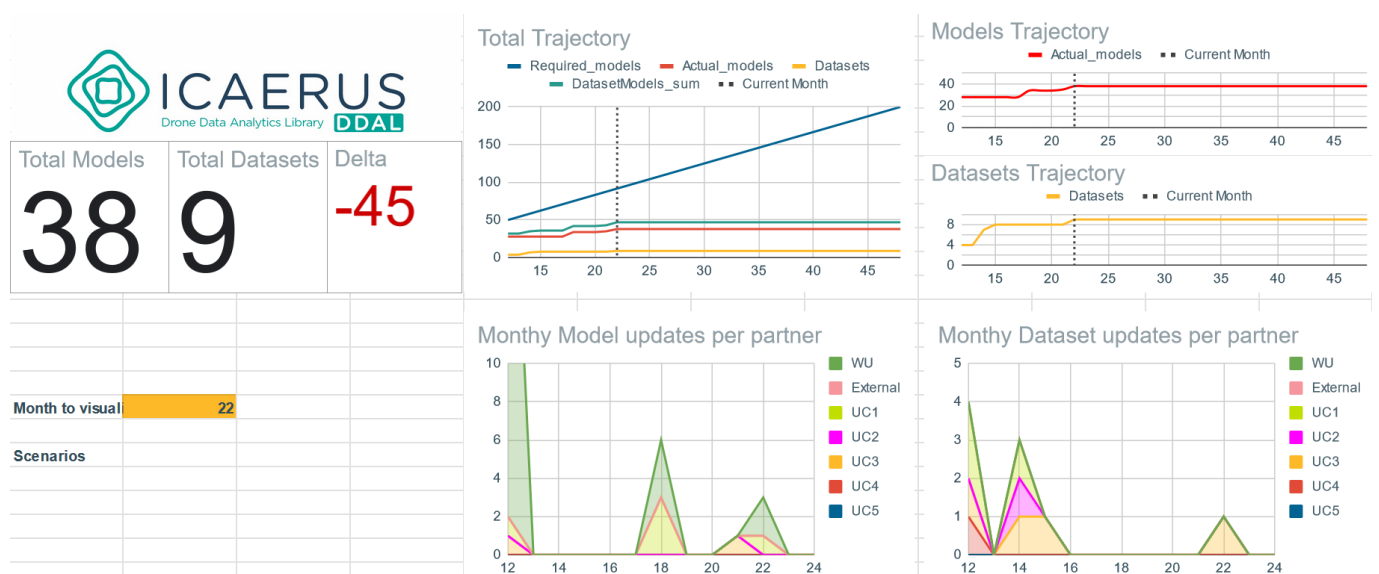 ICAERUS
Drone Data Analytics Library DDAL
Total Models
38
Total Datasets
9
Delta
-45
Month to visuali 22
Scenarios
Total Trajectory
Required_models Actual_models Datasets
DatasetModels_sum Current Month
200
150
100
50
0
15 20 25 30 35 40 45
Models Trajectory
Actual_models Current Month
40
20
0
15 20 25 30 35 40 45
Datasets Trajectory
Datasets Current Month
8
4
0
15 20 25 30 35 40 45
Monthy Model updates per partner
10
8
6
4
2
0
12 14 16 18 20 22 24
WU
External
UC1
UC2
UC3
UC4
UC5
Monthy Dataset updates per partner
5
4
3
2
1
0
12 14 16 18 20 22 24
WU
External
UC1
UC2
UC3
UC4
UC5